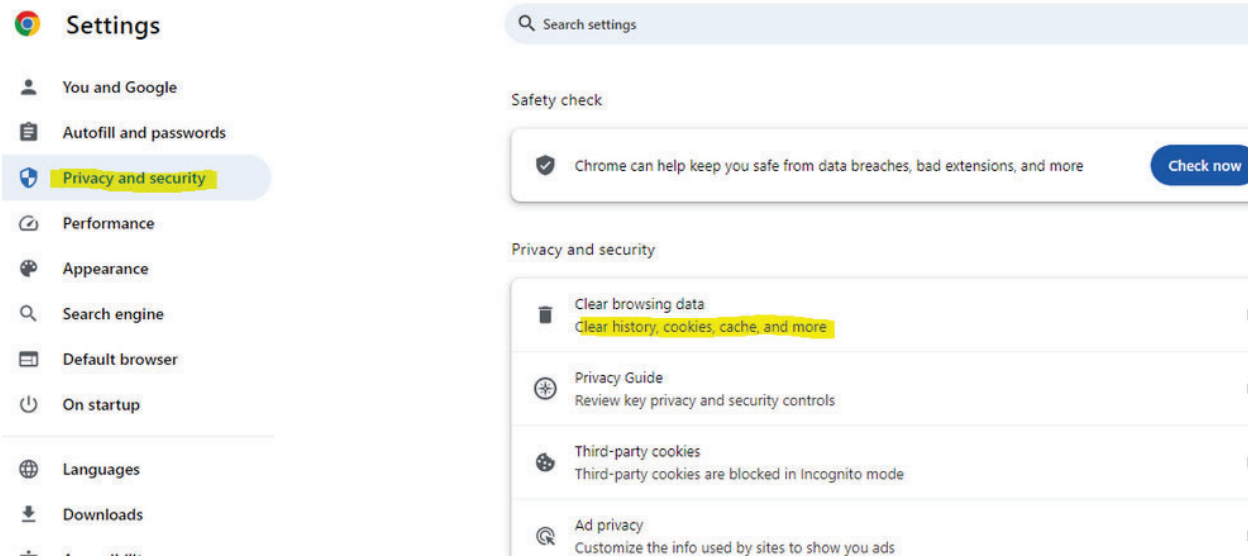 Settings
Search settings
You and Google
Autofill and passwords
Privacy and security
Performance
Appearance
Search engine
Default browser
On startup
Languages
Downloads
Safety check
Chrome can help keep you safe from data breaches, bad extensions, and more
Check now
Privacy and security
Clear browsing data
Clear history, cookies, cache, and more
Privacy Guide
Review key privacy and security controls
Third-party cookies
Third-party cookies are blocked in Incognito mode
Ad privacy
Customize the info used by sites to show you ads